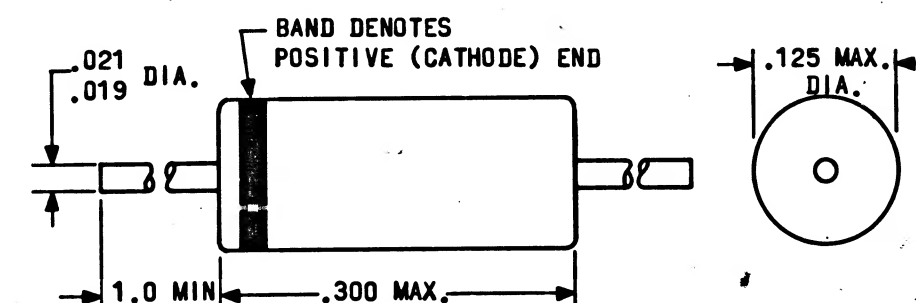 BAND DENOTES
POSITIVE (CATHODE) END
.021
.019 DIA.
.125 MAX.
DIA.
1.0 MIN
.300 MAX.